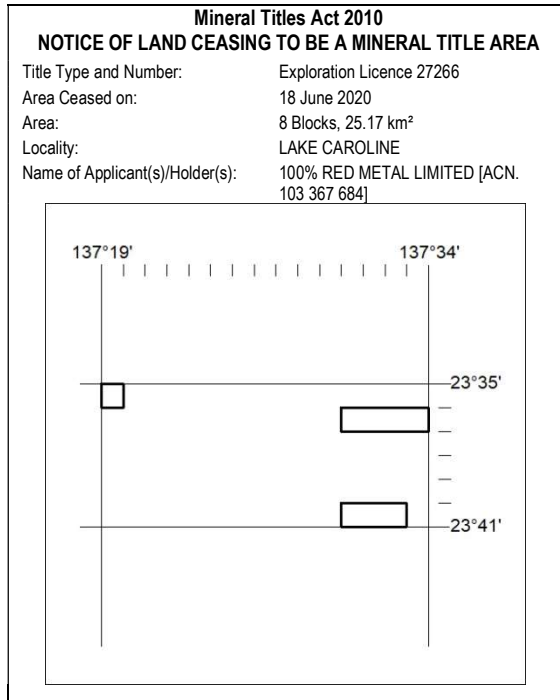 Mineral Titles Act 2010
NOTICE OF LAND CEASING TO BE A MINERAL TITLE AREA
Title Type and Number: Exploration Licence 27266
Area Ceased on: 18 June 2020
Area: 8 Blocks, 25.17 km²
Locality: LAKE CAROLINE
Name of Applicant(s)/Holder(s): 100% RED METAL LIMITED [ACN.
103 367 684]
137°19' 137°34'
23°35'
23°41'